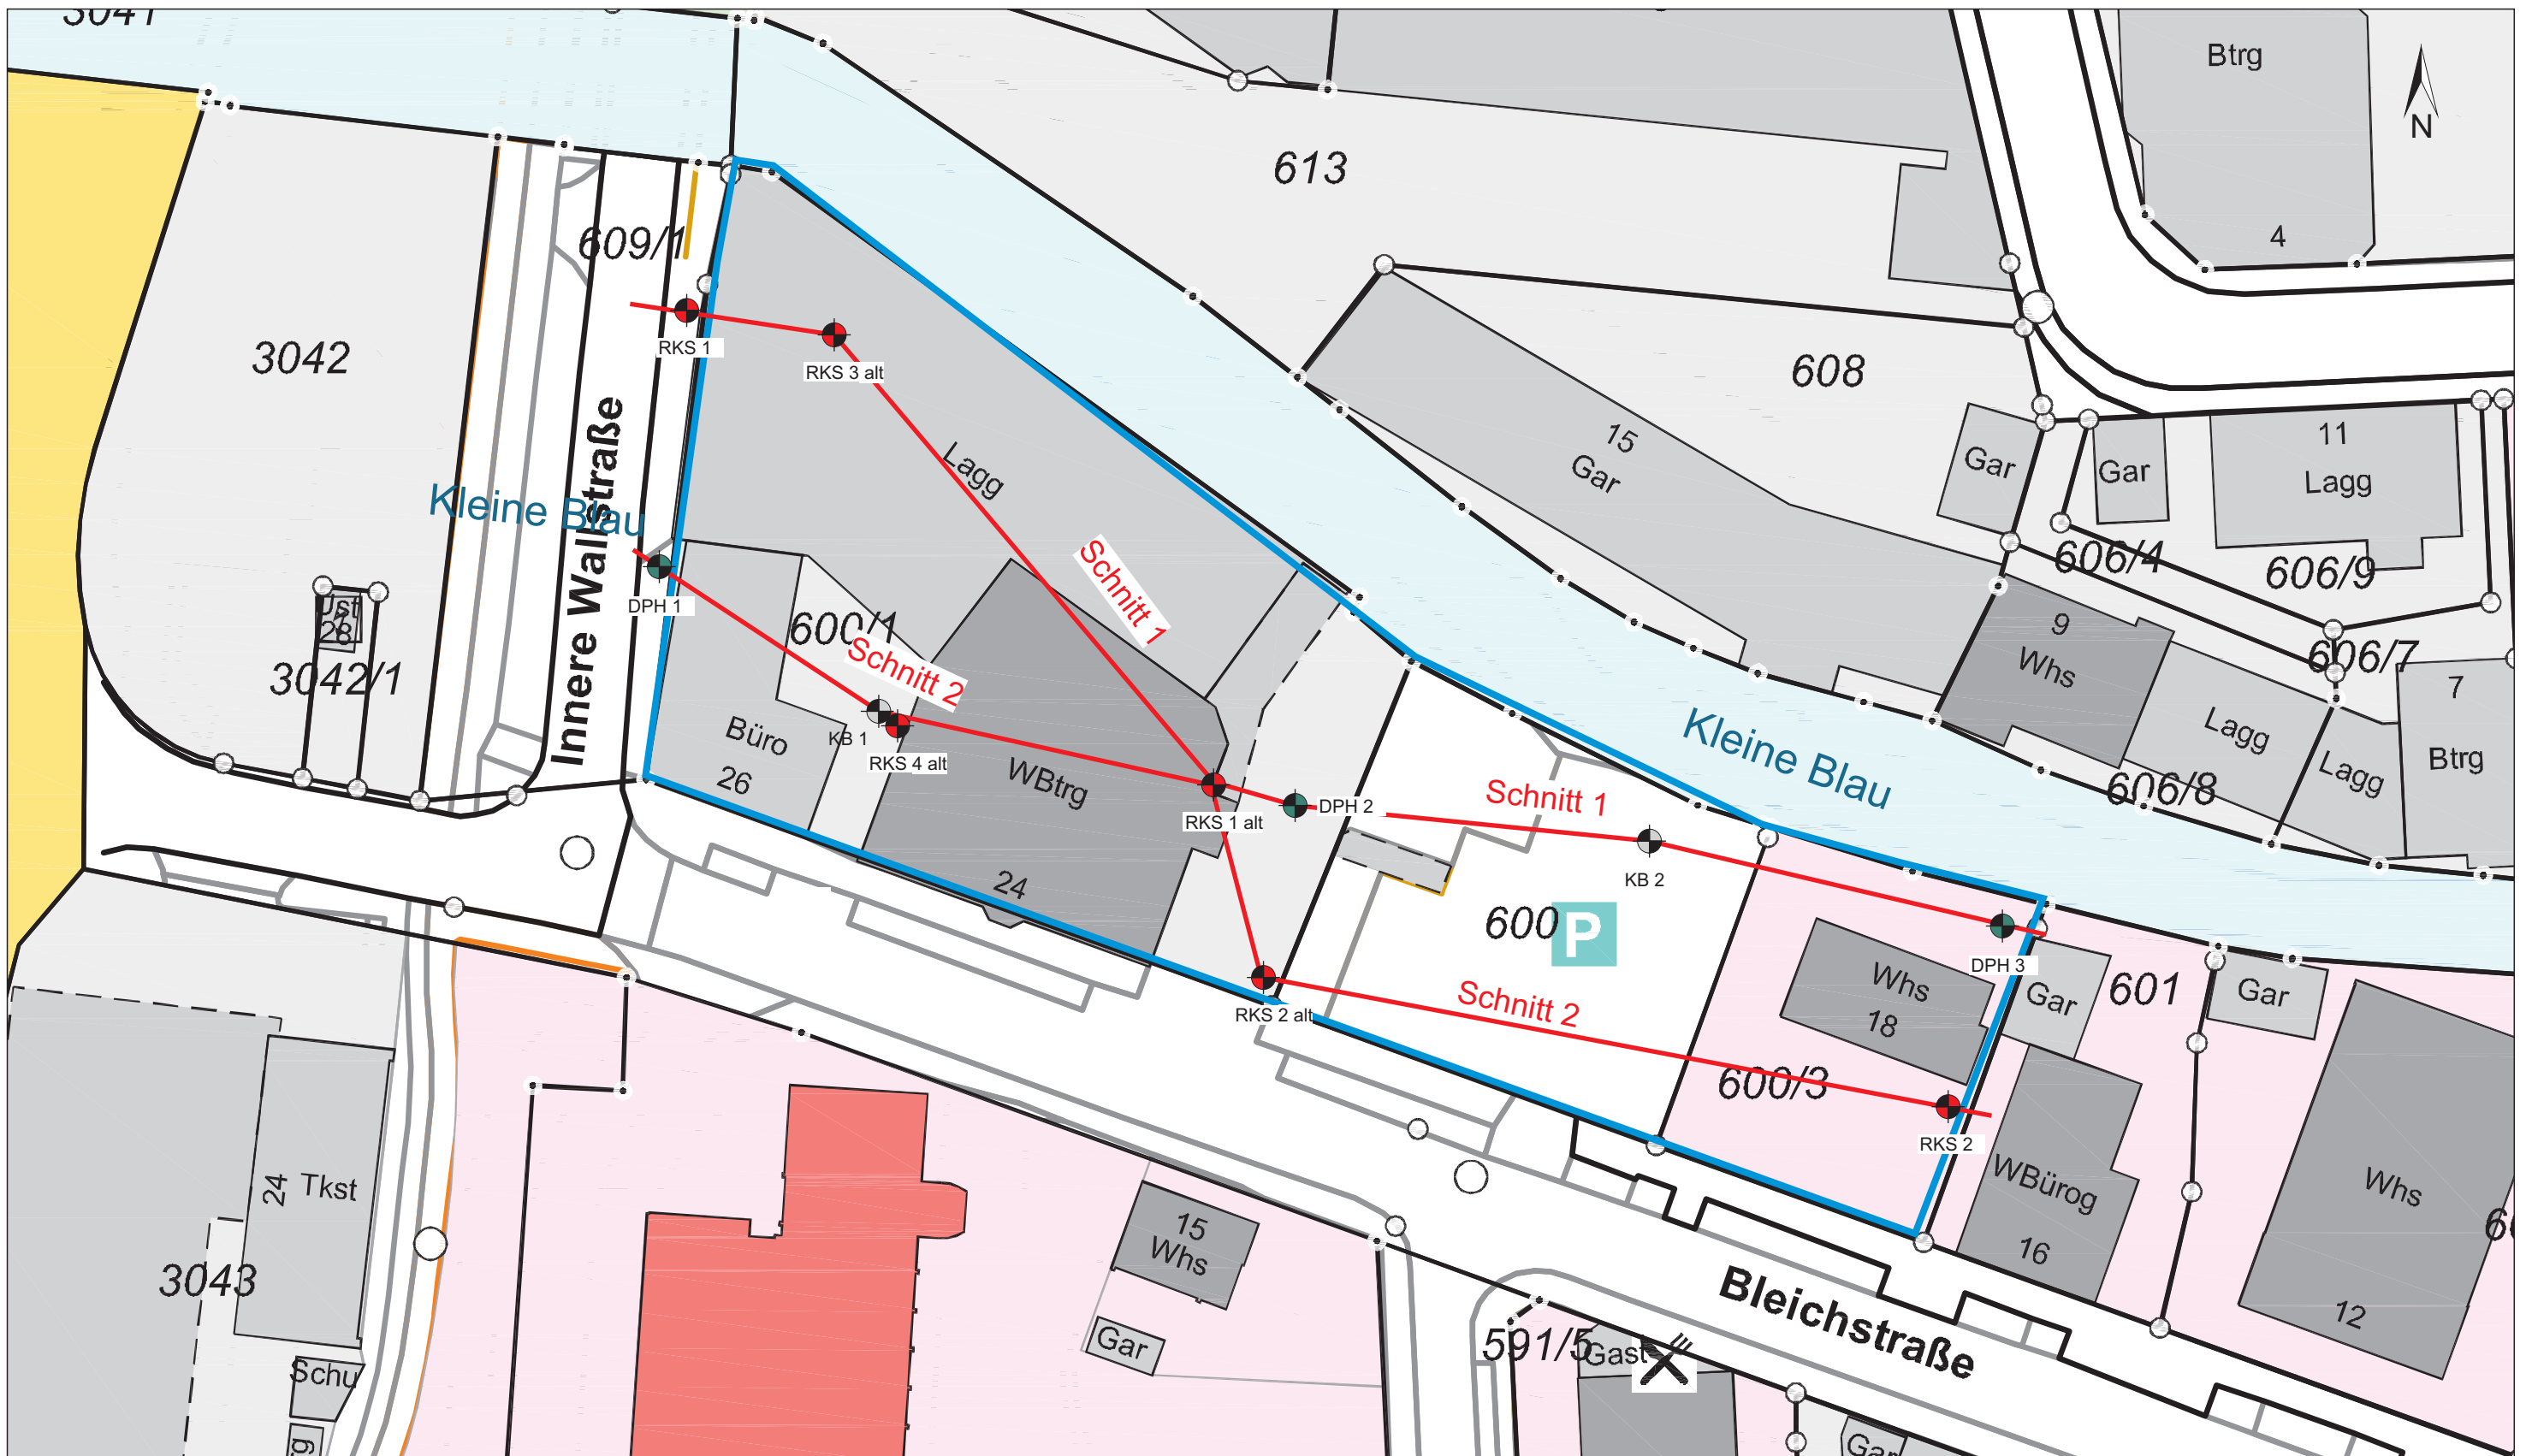 3041
Btrg
4
N
613
609/1
3042
RKS 1
RKS 3 alt
608
15
Gar
Gar
Gar
11
Lagg
Lagg
Kleine Blau
Innere Wallstraße
606/4
606/9
Schnitt 1
DPH 1
28
600/1
9
Whs
606/7
3042/1
Schnitt 2
7
Btrg
Büro
26
KB 1
RKS 4 alt
WBtrg
Kleine Blau
Lagg
Lagg
606/8
Schnitt 1
DPH 2
RKS 1 alt
24
KB 2
600
P
DPH 3
Whs
18
Gar
601
Gar
Schnitt 2
RKS 2 alt
600/3
RKS 2
WBürog
16
Whs
12
24
Tkst
3043
15
Whs
Gar
Bleichstraße
591/5
Gast
Schu
Gar